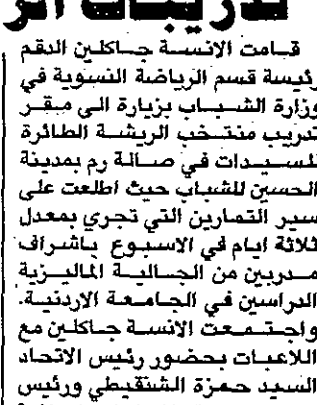 تدريبات الر
قامت الانسة جاكلين الدقم
رئيسة قسم الرياضة النسوية في
وزارة الشباب بزيارة الى مقر
تدريب منتخب الريشة الطائرة
للسيدات في صالة رم بمدينة
الحسين للشباب حيث اطلعت على
سير التمارين التي تجري بمعدل
ثلاثة ايام في الاسبوع باشراف
مدربين من الجالية الماليزية
الدراسين في الجامعة الاردنية.
واجتمعت الانسة جاكلين مع
اللاعبات بحضور رئيس الاتحاد
السيد حمزة الشنقيطي ورئيس